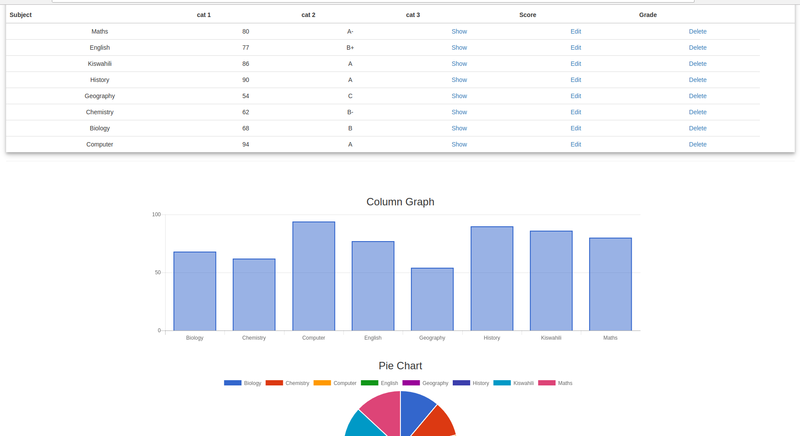 Subject cat 1 cat 2 cat 3 Score Grade
Maths 80 A- Show Edit Delete
English 77 B+ Show Edit Delete
Kiswahili 86 A Show Edit Delete
History 90 A Show Edit Delete
Geography 54 C Show Edit Delete
Chemistry 62 B- Show Edit Delete
Biology 68 B Show Edit Delete
Computer 94 A Show Edit Delete
Column Graph
100
50
0
Biology Chemistry Computer English Geography History Kiswahili Maths
Pie Chart
Biology Chemistry Computer English Geography History Kiswahili Maths